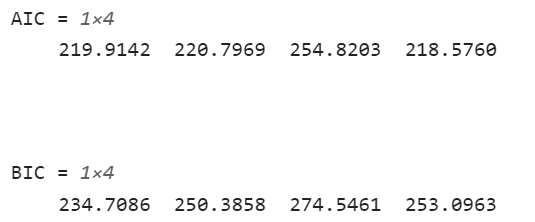 AIC = 1×4
219.9142 220.7969 254.8203 218.5760
BIC = 1×4
234.7086 250.3858 274.5461 253.0963